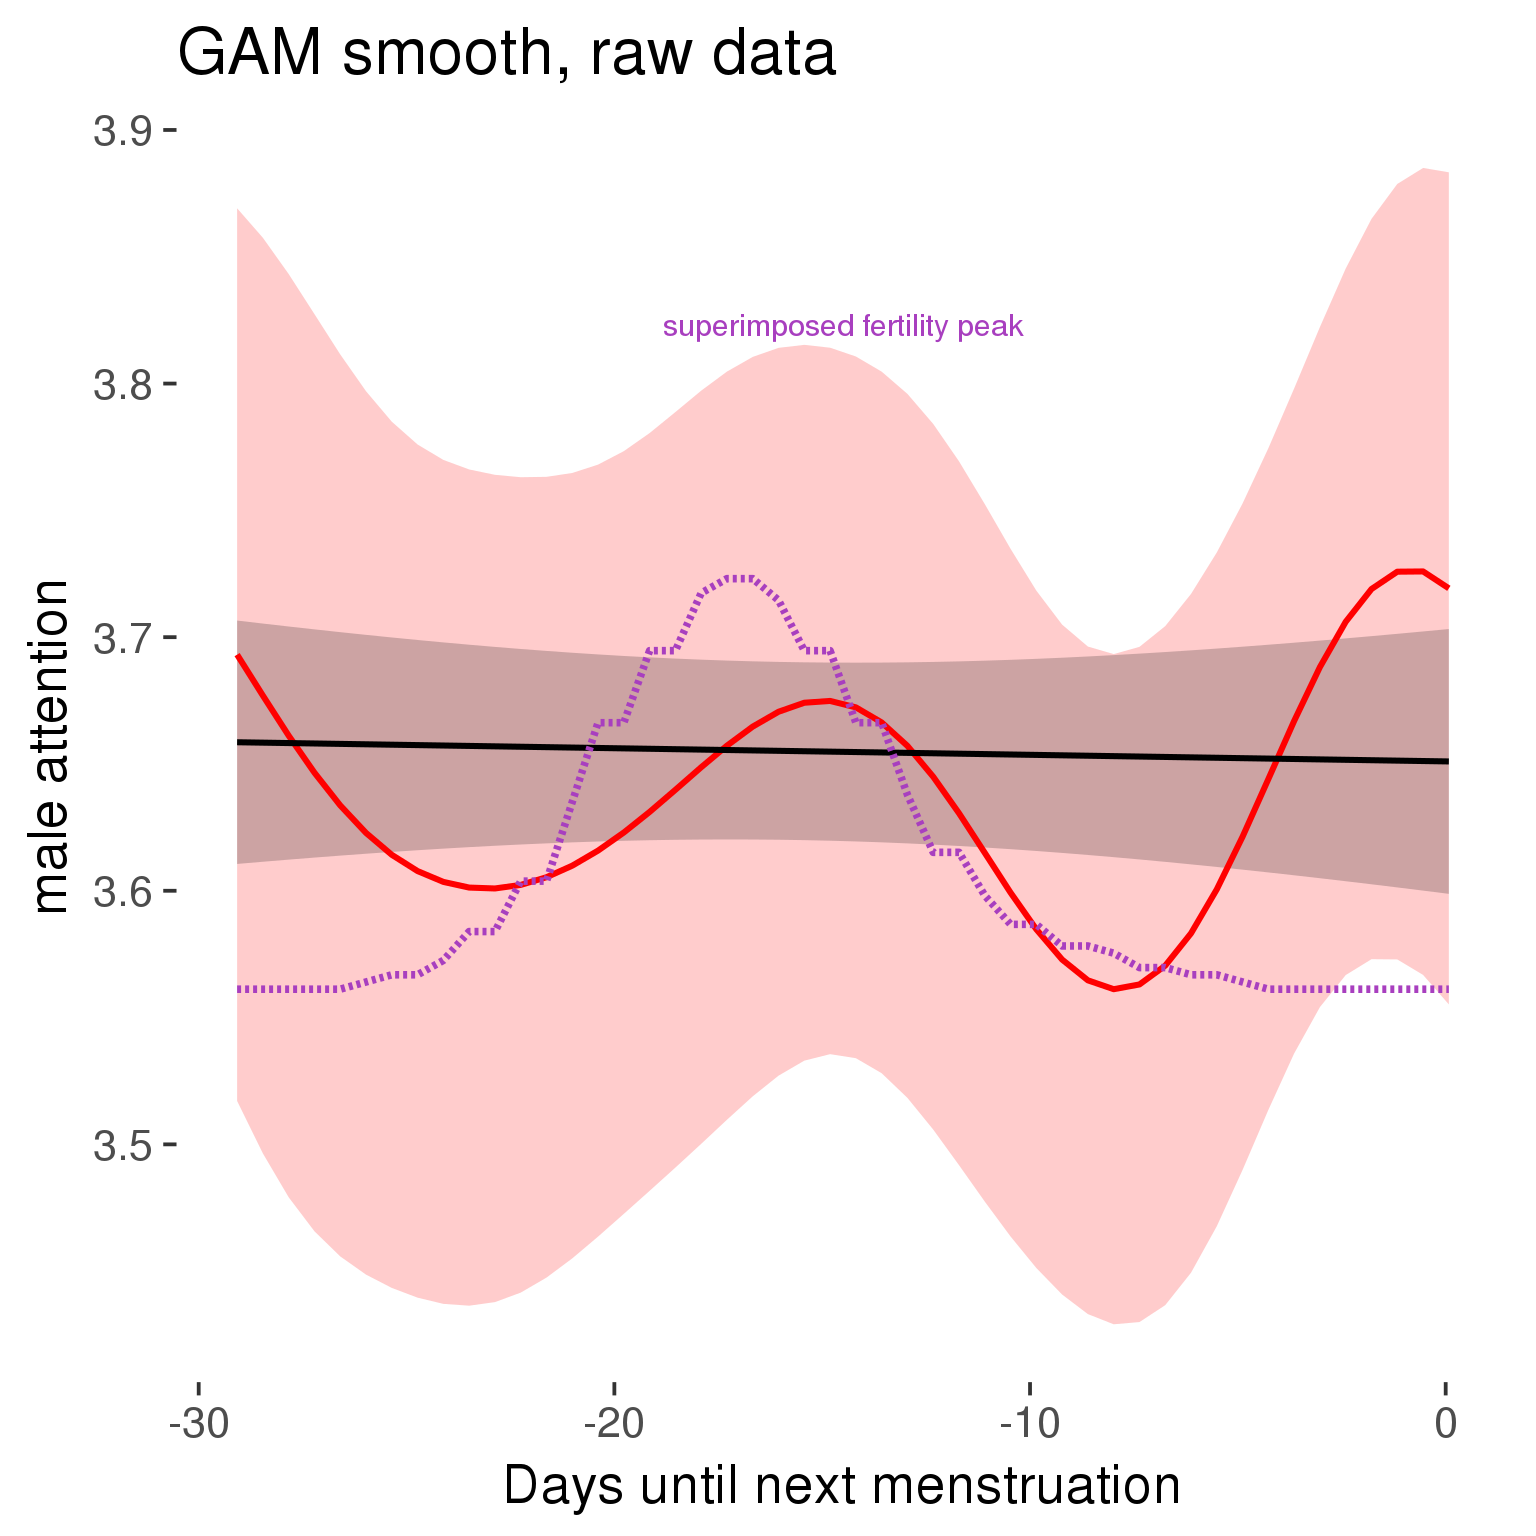 GAM smooth, raw data
3.9
3.8
3.7
3.6
3.5
male attention
superimposed fertility peak
-30
-20
-10
0
Days until next menstruation